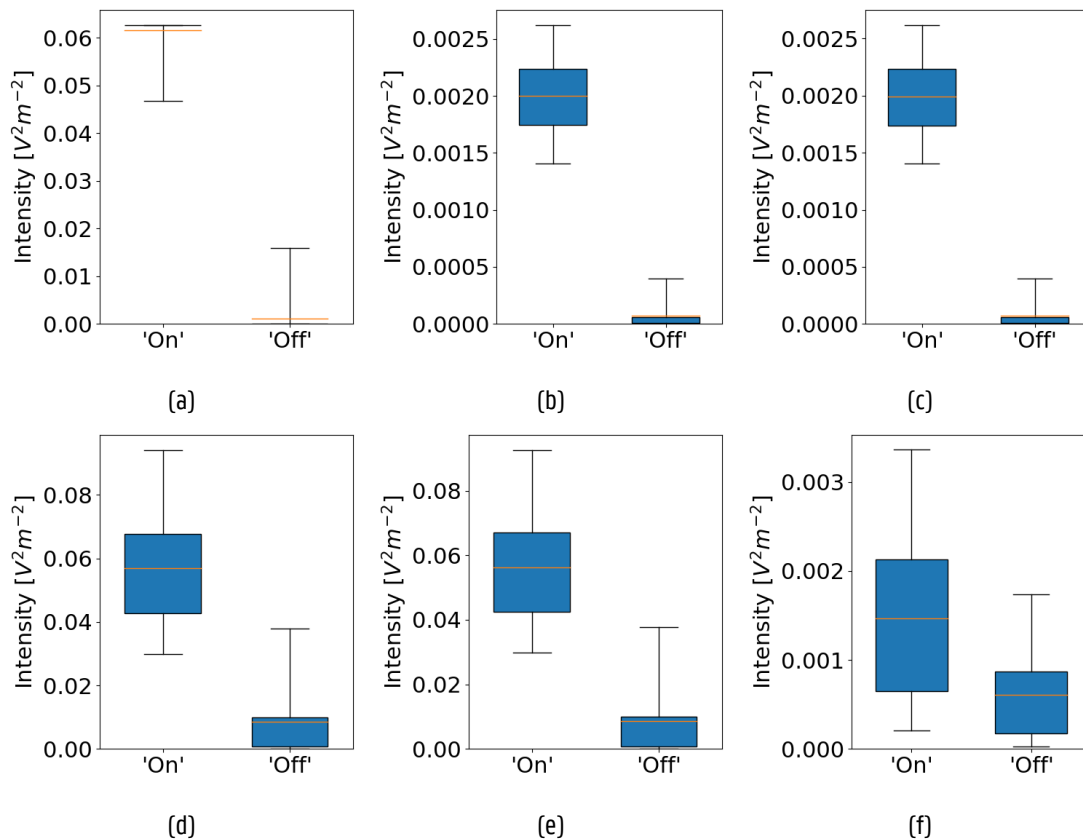 Intensity [V²m⁻²]
0.06
0.05
0.04
0.03
0.02
0.01
0.00
'On' 'Off'
(a)
Intensity [V²m⁻²]
0.0025
0.0020
0.0015
0.0010
0.0005
0.0000
'On' 'Off'
(b)
Intensity [V²m⁻²]
0.0025
0.0020
0.0015
0.0010
0.0005
0.0000
'On' 'Off'
(c)
Intensity [V²m⁻²]
0.08
0.06
0.04
0.02
0.00
'On' 'Off'
(d)
Intensity [V²m⁻²]
0.08
0.06
0.04
0.02
0.00
'On' 'Off'
(e)
Intensity [V²m⁻²]
0.003
0.002
0.001
0.000
'On' 'Off'
(f)